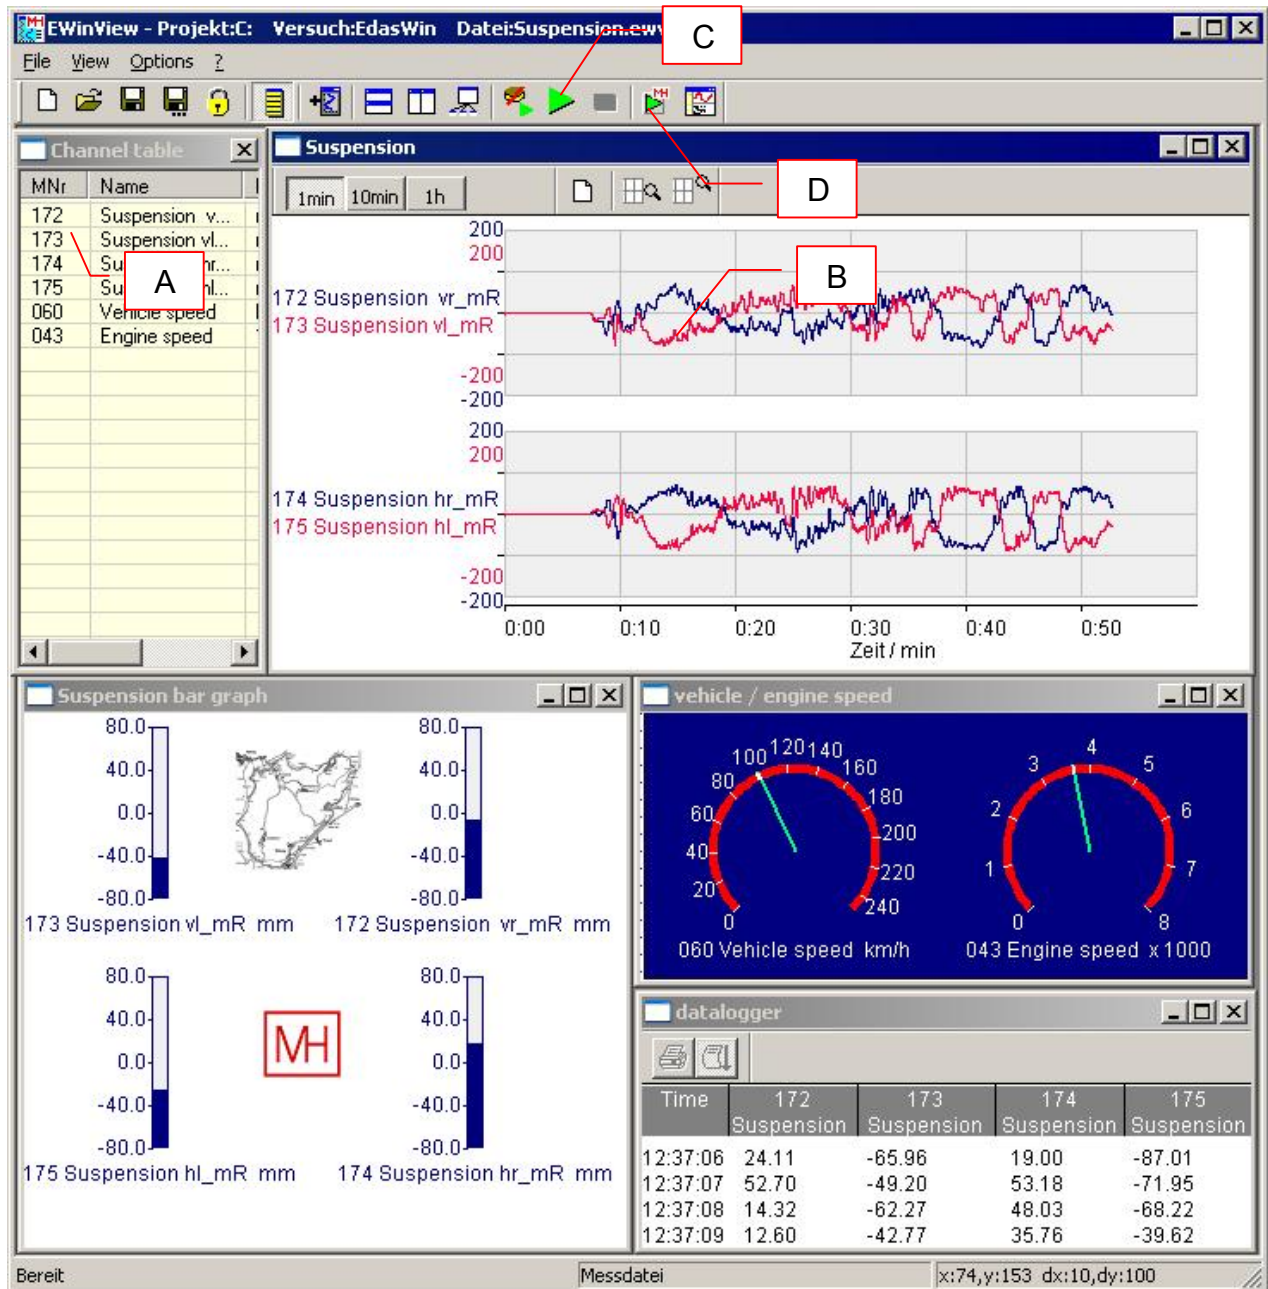 EWinView - Projekt:C: Versuch:EdasWin Datei:Suspension.ewv
C
File View Options ?
Channel table
MNr Name
172 Suspension v...
173 Suspension vl...
174 Su hr...
175 Su l...
060 Vehicle speed
043 Engine speed
A
Suspension
1min 10min 1h
D
B
200
200
172 Suspension vr_mR
173 Suspension vl_mR
-200
-200
200
200
174 Suspension hr_mR
175 Suspension hl_mR
-200
-200
0:00 0:10 0:20 0:30 0:40 0:50
Zeit / min
Suspension bar graph
80.0 80.0
40.0 40.0
0.0 0.0
-40.0 -40.0
-80.0 -80.0
173 Suspension vl_mR mm 172 Suspension vr_mR mm
80.0 80.0
40.0 40.0
0.0 0.0
-40.0 -40.0
-80.0 -80.0
MH
175 Suspension hl_mR mm 174 Suspension hr_mR mm
vehicle / engine speed
0 20 40 60 80 100 120 140 160 180 200 220 240
060 Vehicle speed km/h
0 1 2 3 4 5 6 7 8
043 Engine speed x 1000
datalogger
Time 172 173 174 175
Suspension Suspension Suspension Suspension
12:37:06 24.11 -65.96 19.00 -87.01
12:37:07 52.70 -49.20 53.18 -71.95
12:37:08 14.32 -62.27 48.03 -68.22
12:37:09 12.60 -42.77 35.76 -39.62
Bereit Messdatei x:74,y:153 dx:10,dy:100